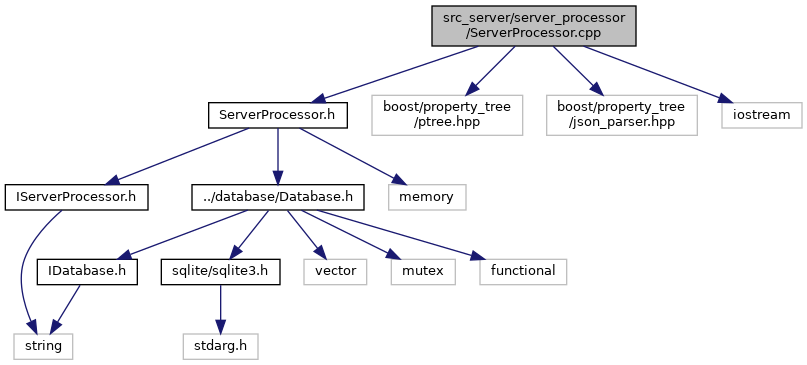 src_server/server_processor
/ServerProcessor.cpp
ServerProcessor.h
boost/property_tree
/ptree.hpp
boost/property_tree
/json_parser.hpp
iostream
IServerProcessor.h
../database/Database.h
memory
IDatabase.h
sqlite/sqlite3.h
vector
mutex
functional
string
stdarg.h